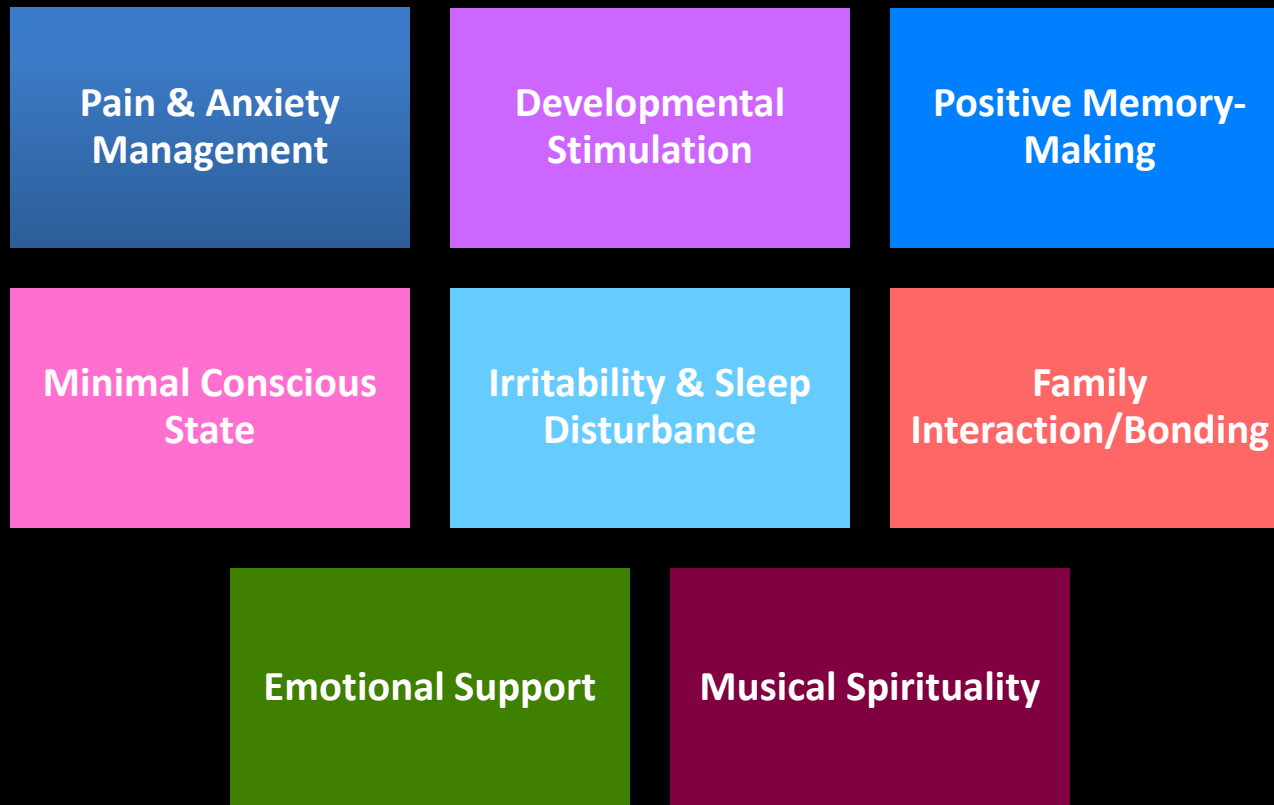 Pain & Anxiety
Management
Developmental
Stimulation
Positive Memory-
Making
Minimal Conscious
State
Irritability & Sleep
Disturbance
Family
Interaction/Bonding
Emotional Support
Musical Spirituality